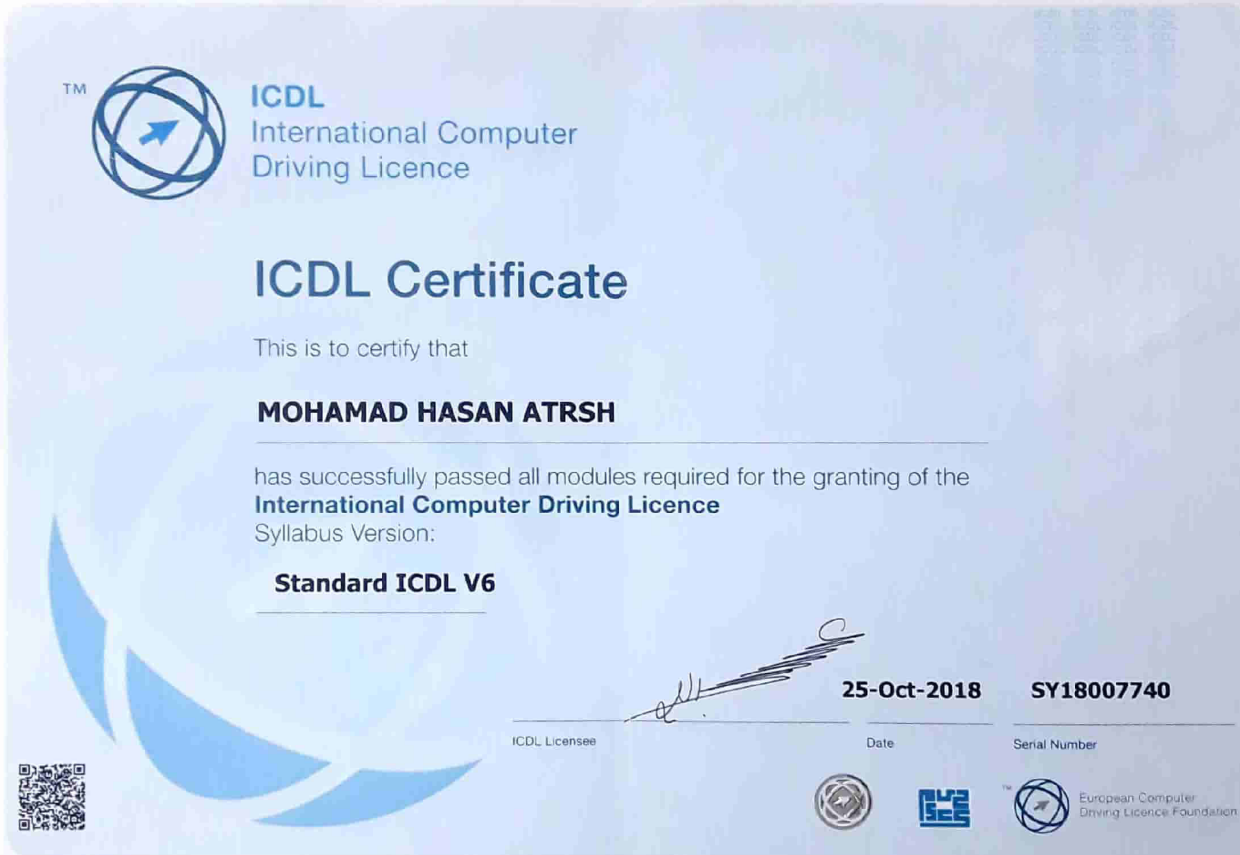 TM
ICDL
International Computer
Driving Licence
ICDL Certificate
This is to certify that
MOHAMAD HASAN ATRSH
has successfully passed all modules required for the granting of the
International Computer Driving Licence
Syllabus Version:
Standard ICDL V6
25-Oct-2018
SY18007740
ICDL Licensee
Date
Serial Number
TM
European Computer
Driving Licence Foundation